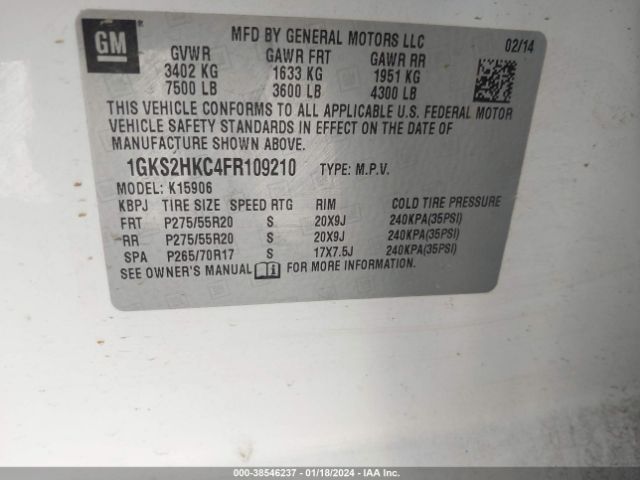 GM
MFD BY GENERAL MOTORS LLC 02/14
GVWR GAWR FRT GAWR RR
3402 KG 1633 KG 1951 KG
7500 LB 3600 LB 4300 LB
THIS VEHICLE CONFORMS TO ALL APPLICABLE U.S. FEDERAL MOTOR
VEHICLE SAFETY STANDARDS IN EFFECT ON THE DATE OF
MANUFACTURE SHOWN ABOVE.
1GKS2HKC4FR109210 TYPE: M.P.V.
MODEL: K15906
KBPJ TIRE SIZE SPEED RTG RIM COLD TIRE PRESSURE
FRT P275/55R20 S 20X9J 240KPA(35PSI)
RR P275/55R20 S 20X9J 240KPA(35PSI)
SPA P265/70R17 S 17X7.5J 240KPA(35PSI)
SEE OWNER'S MANUAL FOR MORE INFORMATION.
000-38546237 - 01/18/2024 - IAA Inc.